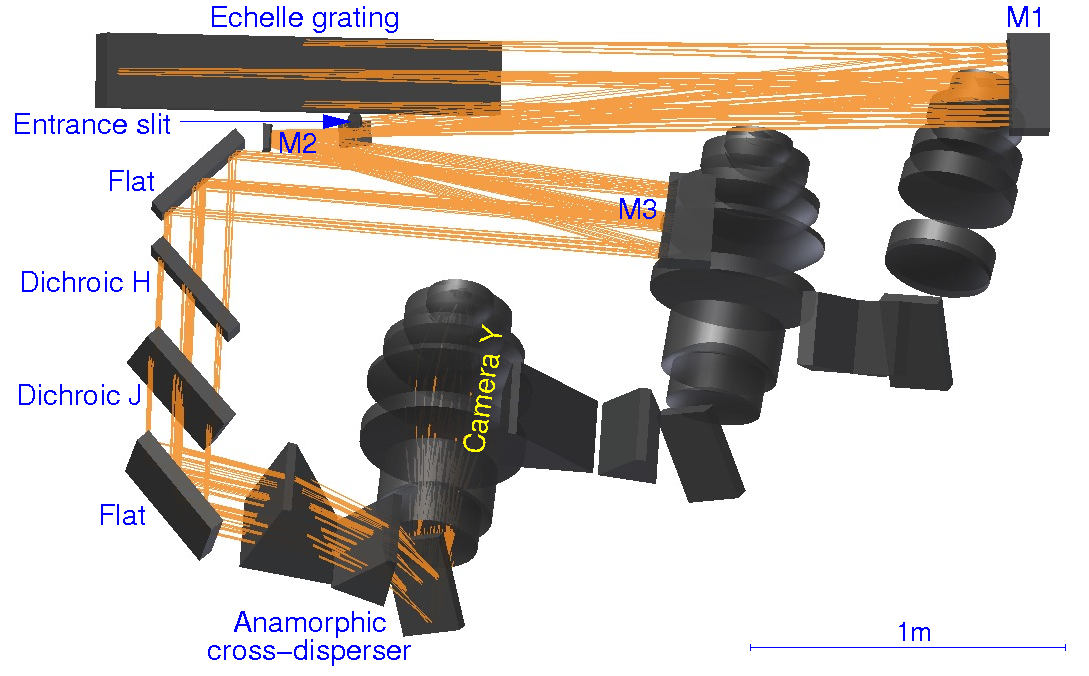 Echelle grating
M1
Entrance slit
M2
Flat
M3
Dichroic H
Camera Y
Dichroic J
Flat
Anamorphic
cross−disperser
1m